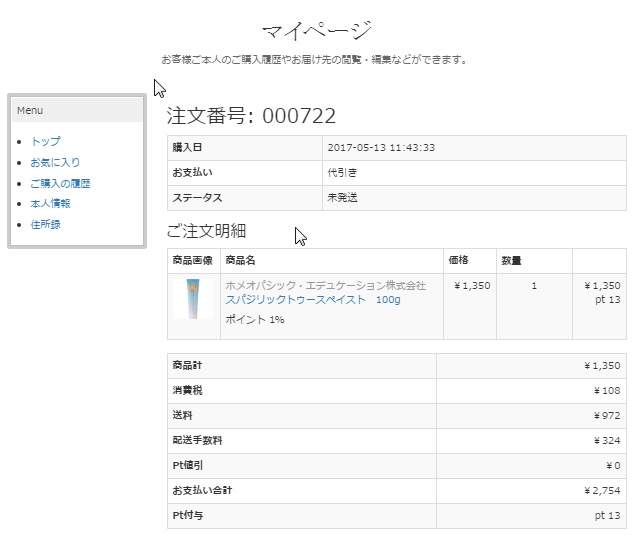 マイページ
お客様ご本人のご購入履歴やお届け先の閲覧・編集などができます。
Menu
トップ
お気に入り
ご購入の履歴
本人情報
住所録
注文番号: 000722
購入日 2017-05-13 11:43:33
お支払い 代引き
ステータス 未発送
ご注文明細
商品画像 商品名 価格 数量
ホメオパシック・エデュケーション株式会社 ¥1,350 1 ¥1,350
スパジリックトゥースペイスト 100g pt 13
ポイント 1%
商品計 ¥1,350
消費税 ¥108
送料 ¥972
配送手数料 ¥324
Pt値引 ¥0
お支払い合計 ¥2,754
Pt付与 pt 13